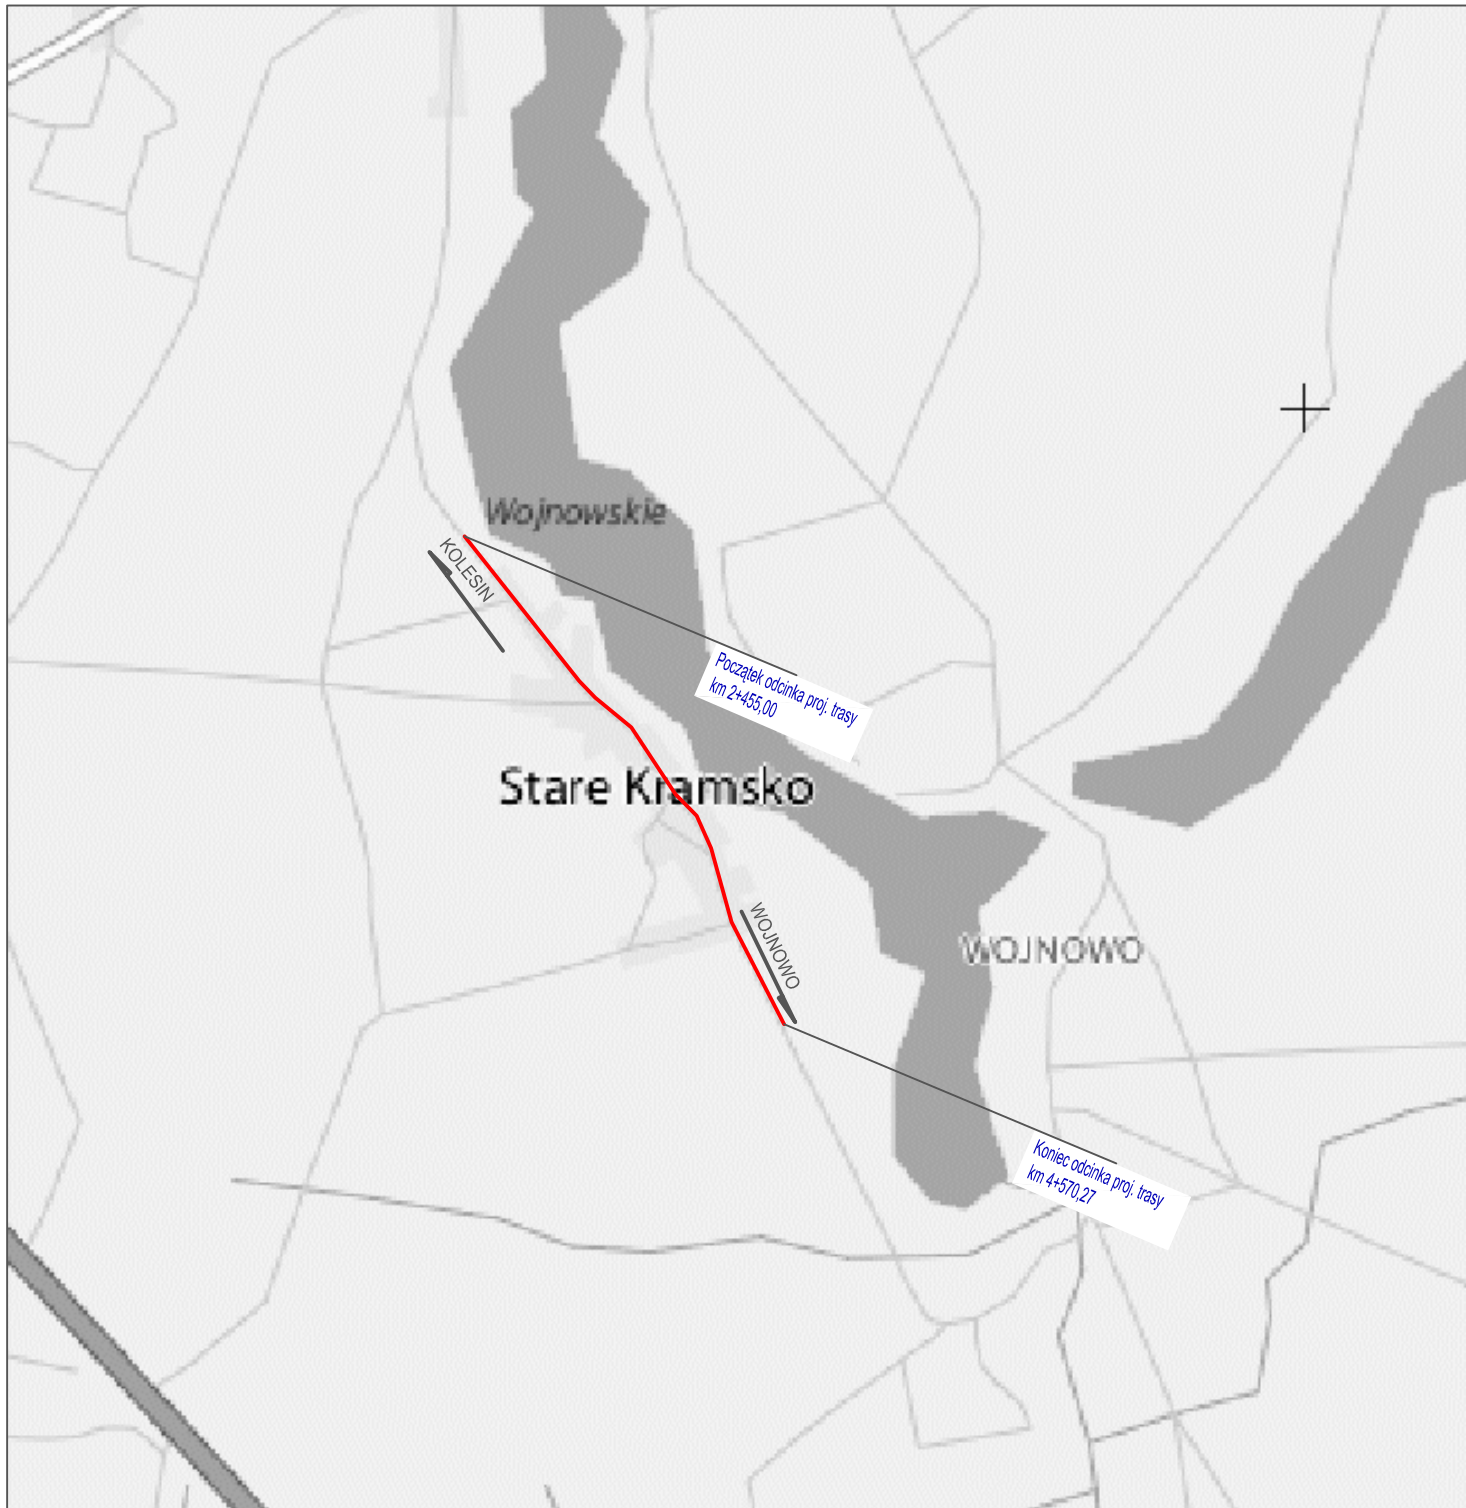 Wojnowskie
KOLESIN
Początek odcinka proj. trasy
km 2+455,00
Stare Kramsko
WOJNOWO
WOJNOWO
Koniec odcinka proj. trasy
km 4+570,27